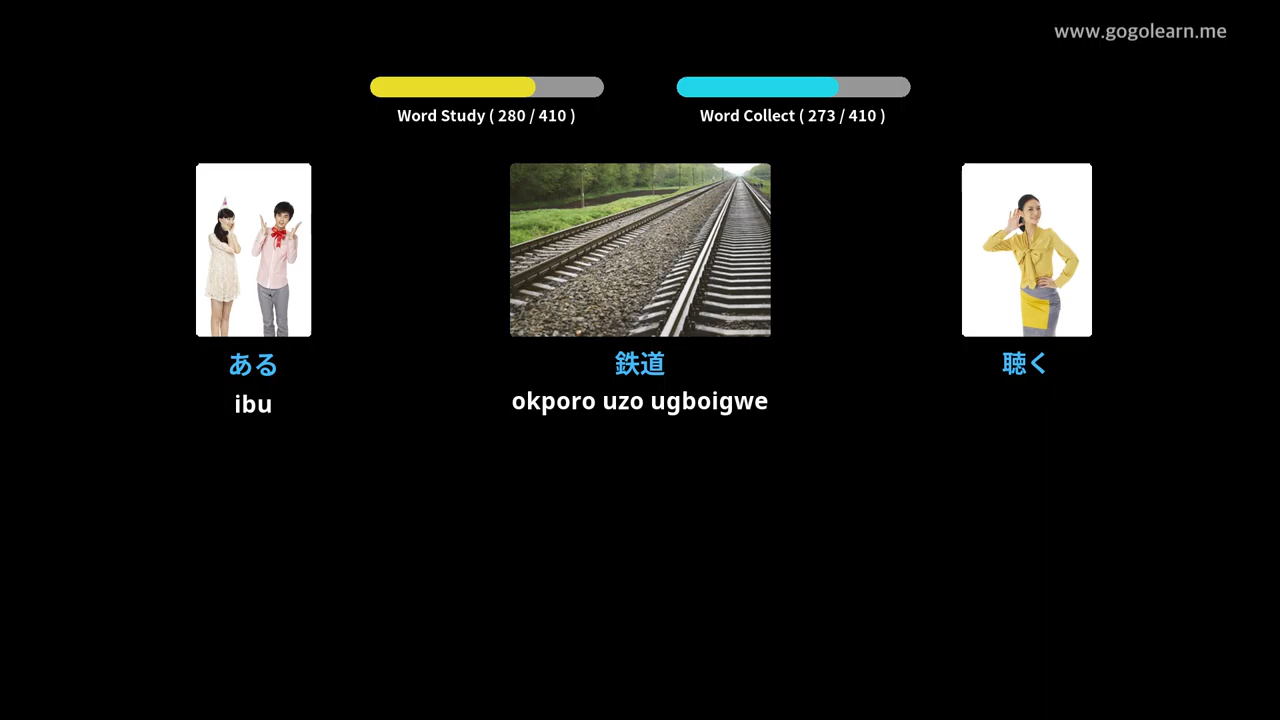 www.gogolearn.me
Word Study ( 280 / 410 )
Word Collect ( 273 / 410 )
ある
鉄道
聴く
ibu
okporo uzo ugboigwe